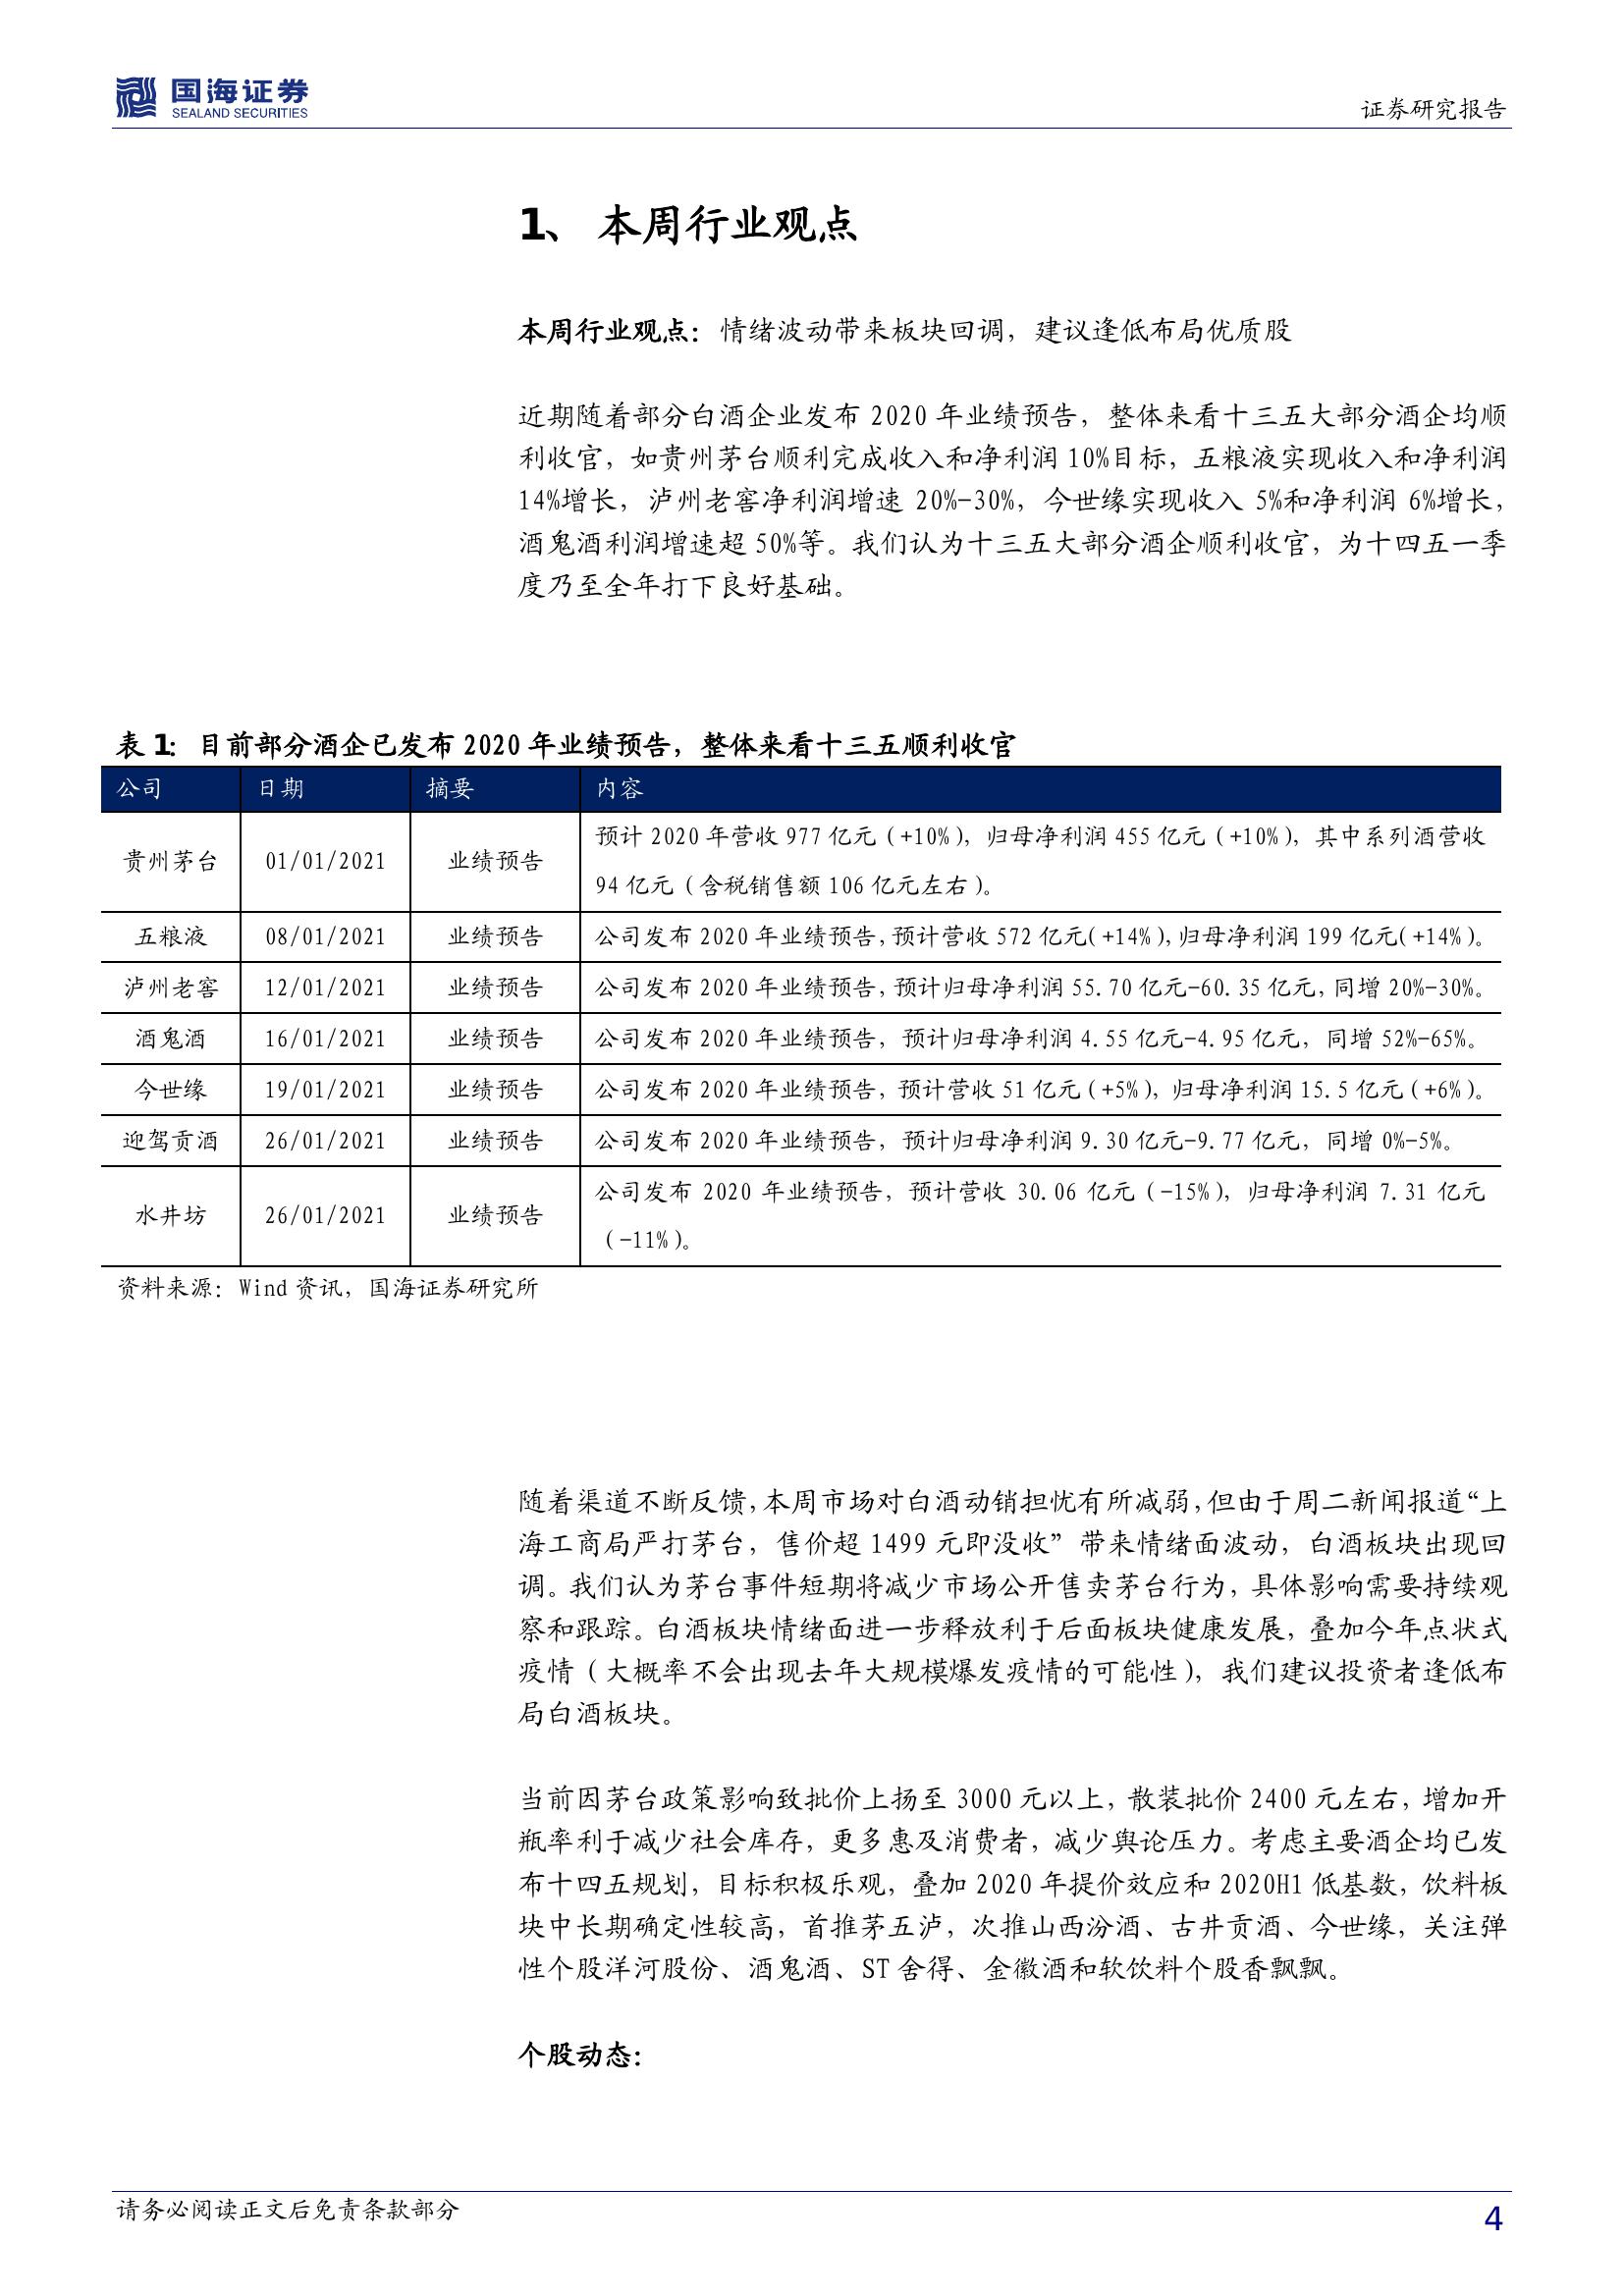 国海证券
SEALAND SECURITIES
证券研究报告
1、 本周行业观点
本周行业观点：情绪波动带来板块回调，建议逢低布局优质股
近期随着部分白酒企业发布 2020 年业绩预告，整体来看十三五大部分酒企均顺
利收官，如贵州茅台顺利完成收入和净利润 10%目标，五粮液实现收入和净利润
14%增长，泸州老窖净利润增速 20%-30%，今世缘实现收入 5%和净利润 6%增长，
酒鬼酒利润增速超 50%等。我们认为十三五大部分酒企顺利收官，为十四五一季
度乃至全年打下良好基础。
表 1：目前部分酒企已发布 2020 年业绩预告，整体来看十三五顺利收官
公司 日期 摘要 内容
贵州茅台 01/01/2021 业绩预告 预计 2020 年营收 977 亿元（+10%），归母净利润 455 亿元（+10%），其中系列酒营收
94 亿元（含税销售额 106 亿元左右）。
五粮液 08/01/2021 业绩预告 公司发布 2020 年业绩预告，预计营收 572 亿元（+14%），归母净利润 199 亿元（+14%）。
泸州老窖 12/01/2021 业绩预告 公司发布 2020 年业绩预告，预计归母净利润 55.70 亿元-60.35 亿元，同增 20%-30%。
酒鬼酒 16/01/2021 业绩预告 公司发布 2020 年业绩预告，预计归母净利润 4.55 亿元-4.95 亿元，同增 52%-65%。
今世缘 19/01/2021 业绩预告 公司发布 2020 年业绩预告，预计营收 51 亿元（+5%），归母净利润 15.5 亿元（+6%）。
迎驾贡酒 26/01/2021 业绩预告 公司发布 2020 年业绩预告，预计归母净利润 9.30 亿元-9.77 亿元，同增 0%-5%。
水井坊 26/01/2021 业绩预告 公司发布 2020 年业绩预告，预计营收 30.06 亿元（-15%），归母净利润 7.31 亿元
（-11%）。
资料来源：Wind 资讯，国海证券研究所
随着渠道不断反馈，本周市场对白酒动销担忧有所减弱，但由于周二新闻报道“上
海工商局严打茅台，售价超 1499 元即没收”带来情绪面波动，白酒板块出现回
调。我们认为茅台事件短期将减少市场公开售卖茅台行为，具体影响需要持续观
察和跟踪。白酒板块情绪面进一步释放利于后面板块健康发展，叠加今年点状式
疫情（大概率不会出现去年大规模爆发疫情的可能性），我们建议投资者逢低布
局白酒板块。
当前因茅台政策影响致批价上扬至 3000 元以上，散装批价 2400 元左右，增加开
瓶率利于减少社会库存，更多惠及消费者，减少舆论压力。考虑主要酒企均已发
布十四五规划，目标积极乐观，叠加 2020 年提价效应和 2020H1 低基数，饮料板
块中长期确定性较高，首推茅五泸，次推山西汾酒、古井贡酒、今世缘，关注弹
性个股洋河股份、酒鬼酒、ST 舍得、金徽酒和软饮料个股香飘飘。
个股动态：
请务必阅读正文后免责条款部分
4